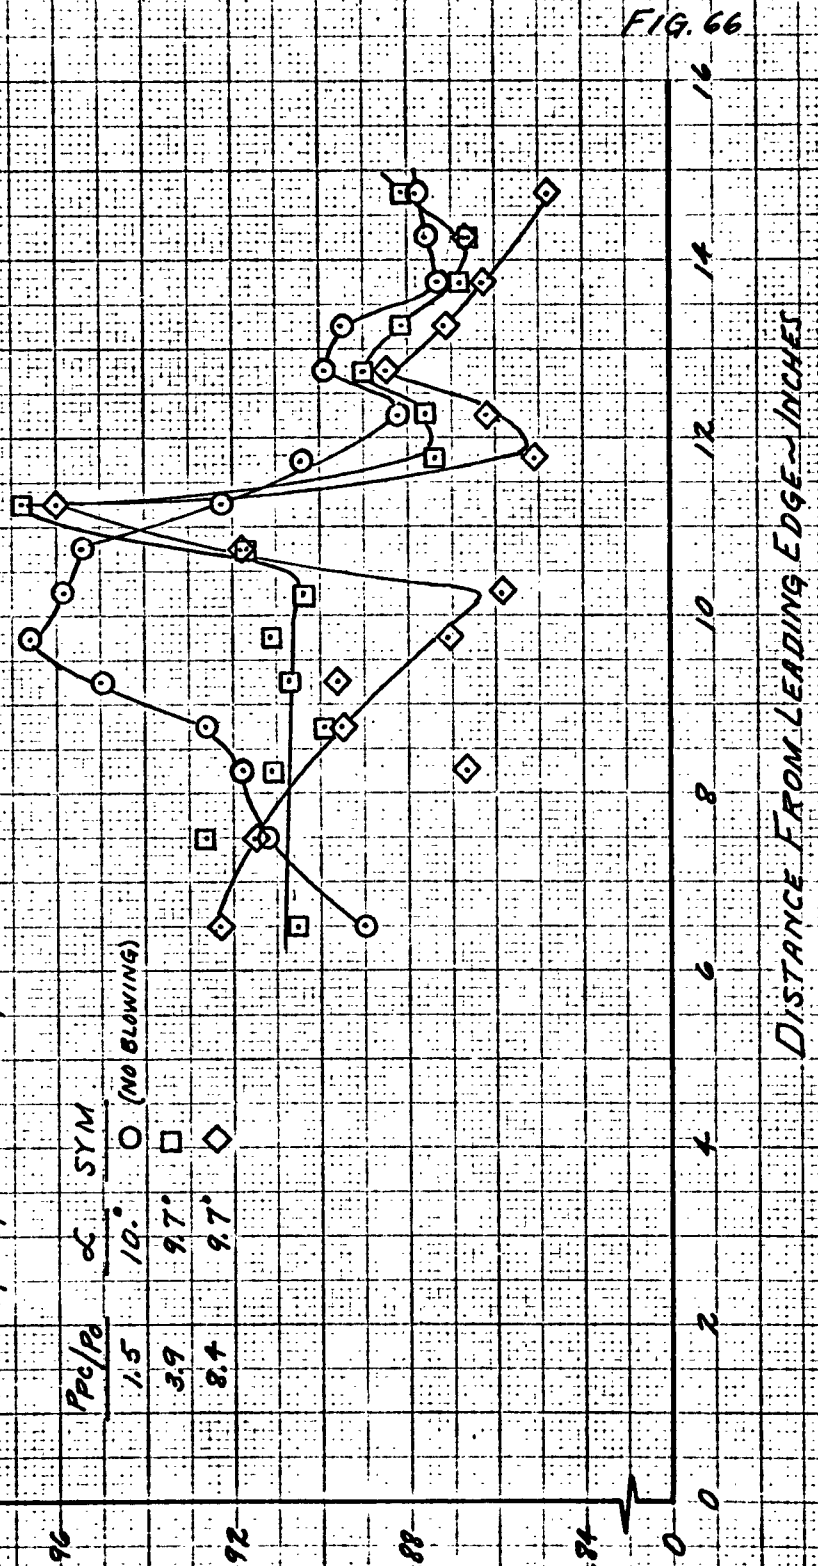 FIG. 66
PPC/P0 α SYM
1.5 10.° ○ (NO BLOWING)
3.9 9.7° □
8.4 9.7° ◇
.96
.92
.88
.84
0
0 2 4 6 8 10 12 14 16
DISTANCE FROM LEADING EDGE ~ INCHES